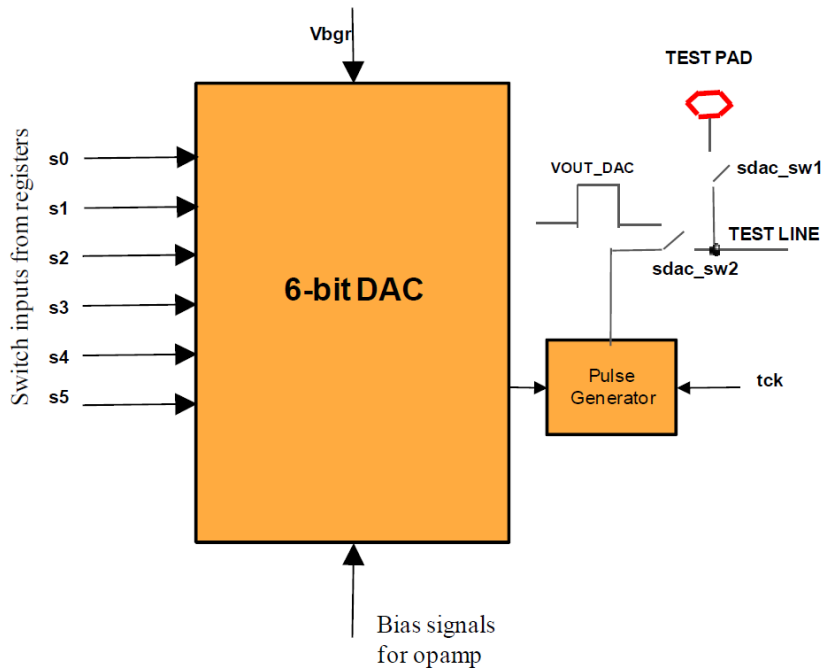 Vbgr
TEST PAD
Switch inputs from registers
s0
s1
s2
s3
s4
s5
6-bit DAC
VOUT_DAC
sdac_sw1
TEST LINE
sdac_sw2
Pulse
Generator
tck
Bias signals
for opamp